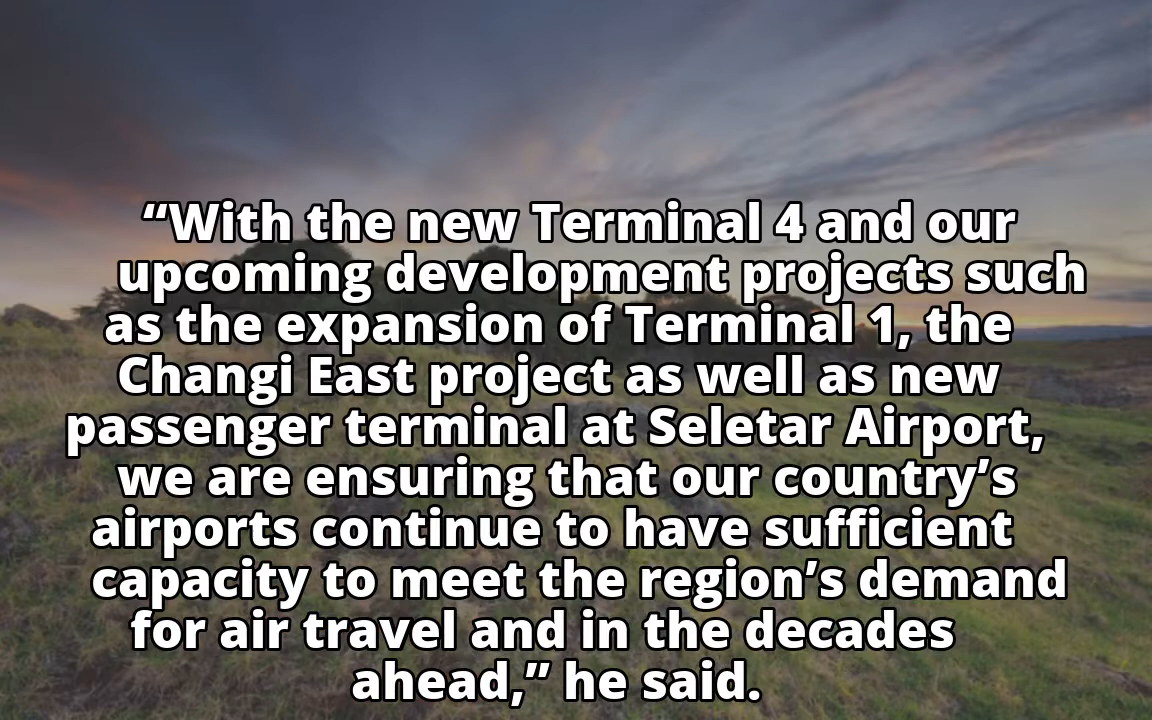 “With the new Terminal 4 and our
upcoming development projects such
as the expansion of Terminal 1, the
Changi East project as well as new
passenger terminal at Seletar Airport,
we are ensuring that our country’s
airports continue to have sufficient
capacity to meet the region’s demand
for air travel and in the decades
ahead,” he said.